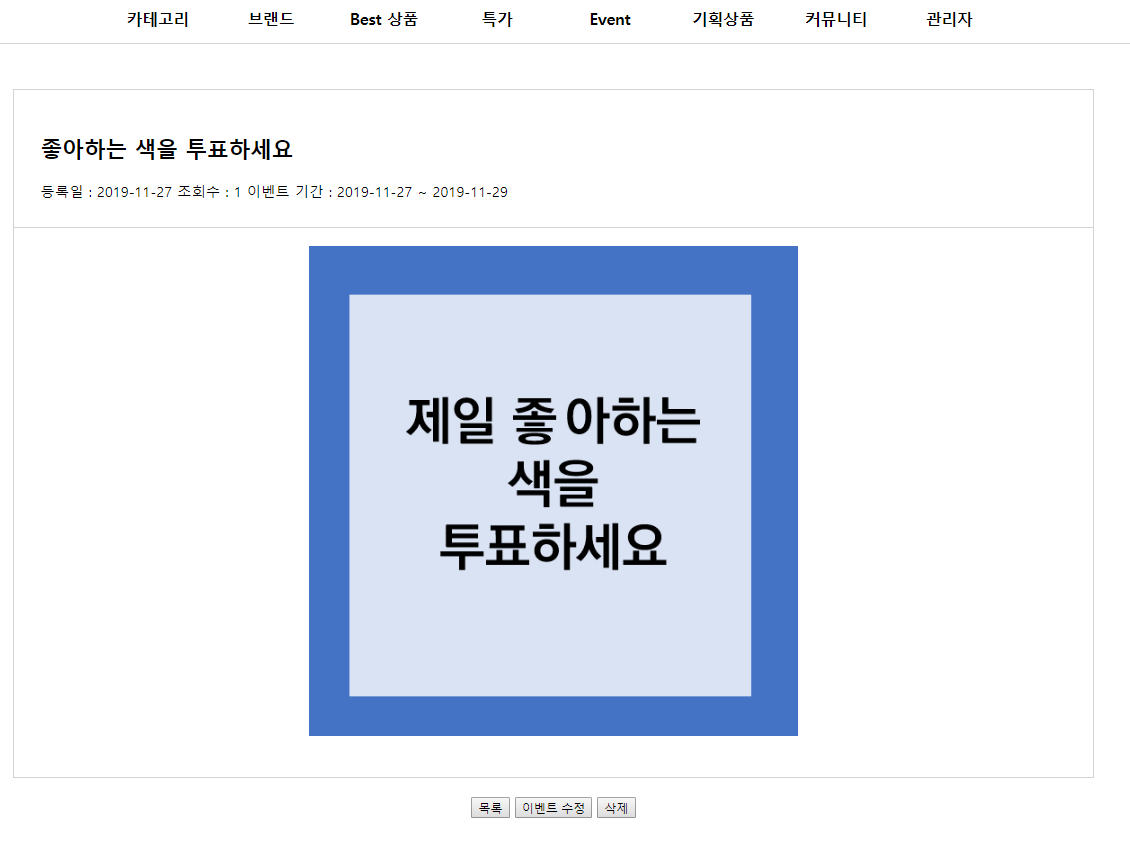 카테고리 브랜드 Best 상품 특가 Event 기획상품 커뮤니티 관리자
좋아하는 색을 투표하세요
등록일 : 2019-11-27 조회수 : 1 이벤트 기간 : 2019-11-27 ~ 2019-11-29
제일 좋아하는
색을
투표하세요
목록 이벤트 수정 삭제